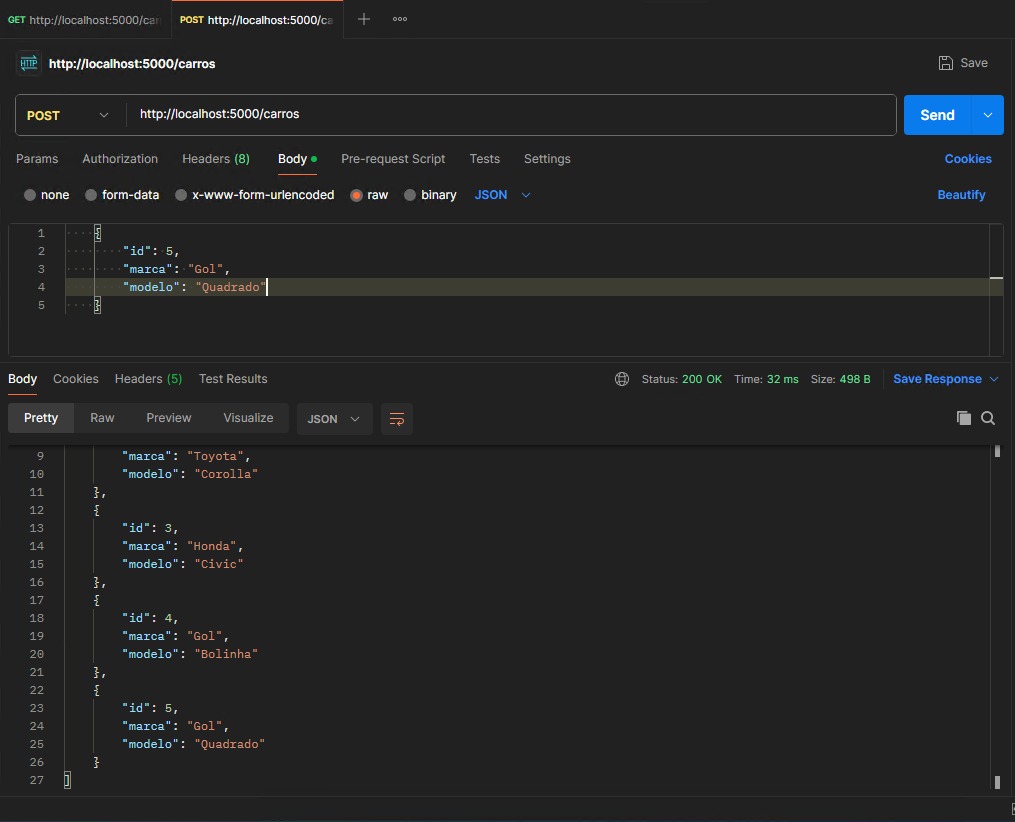 GET http://localhost:5000/car
POST http://localhost:5000/ca
HTTP http://localhost:5000/carros
Save
POST http://localhost:5000/carros
Send
Params Authorization Headers (8) Body Pre-request Script Tests Settings Cookies
none form-data x-www-form-urlencoded raw binary JSON Beautify
1 {
2 "id": 5,
3 "marca": "Gol",
4 "modelo": "Quadrado"
5 }
Body Cookies Headers (5) Test Results Status: 200 OK Time: 32 ms Size: 498 B Save Response
Pretty Raw Preview Visualize JSON
9 "marca": "Toyota",
10 "modelo": "Corolla"
11 },
12 {
13 "id": 3,
14 "marca": "Honda",
15 "modelo": "Civic"
16 },
17 {
18 "id": 4,
19 "marca": "Gol",
20 "modelo": "Bolinha"
21 },
22 {
23 "id": 5,
24 "marca": "Gol",
25 "modelo": "Quadrado"
26 }
27 ]